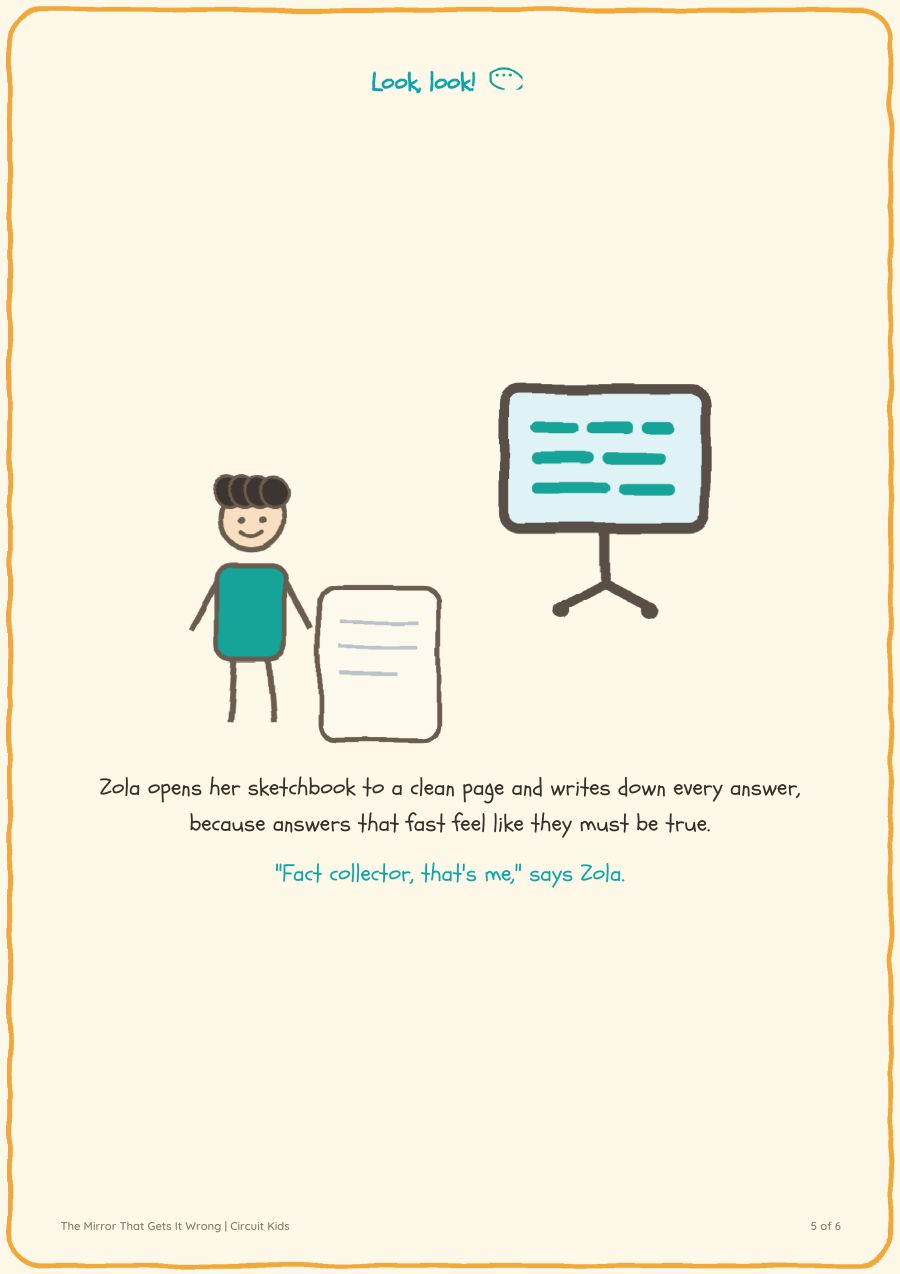 Look, look!
Zola opens her sketchbook to a clean page and writes down every answer,
because answers that fast feel like they must be true.
"Fact collector, that's me," says Zola.
The Mirror That Gets It Wrong | Circuit Kids
5 of 6